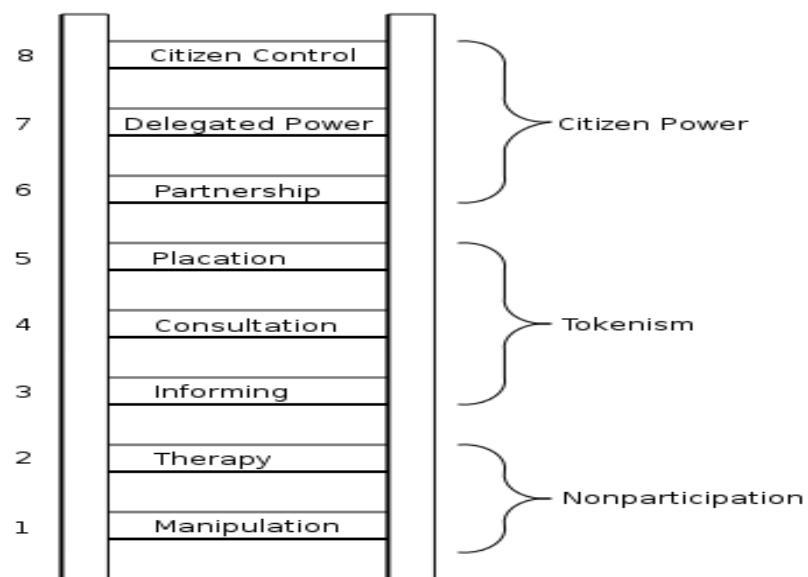 8 Citizen Control
7 Delegated Power
Citizen Power
6 Partnership
5 Placation
4 Consultation
Tokenism
3 Informing
2 Therapy
Nonparticipation
1 Manipulation